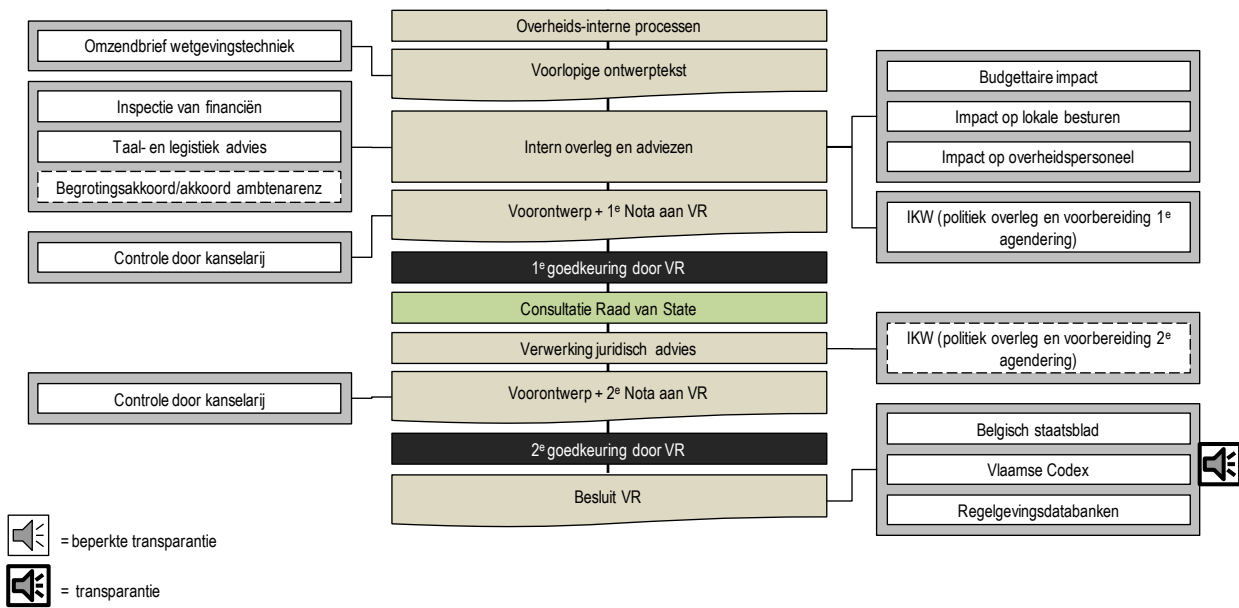 Overheids-interne processen
Omzendbrief wetgevingstechniek
Voorlopige ontwerptekst
Inspectie van financiën
Taal- en legistiek advies
Begrotingsakkoord/akkoord ambtenarenz
Intern overleg en adviezen
Budgettaire impact
Impact op lokale besturen
Impact op overheidspersoneel
IKW (politiek overleg en voorbereiding 1e
agendering)
Voorontwerp + 1e Nota aan VR
Controle door kanselarij
1e goedkeuring door VR
Consultatie Raad van State
Verwerking juridisch advies
IKW (politiek overleg en voorbereiding 2e
agendering)
Voorontwerp + 2e Nota aan VR
Controle door kanselarij
2e goedkeuring door VR
Besluit VR
Belgisch staatsblad
Vlaamse Codex
Regelgevingsdatabanken
= beperkte transparantie
= transparantie